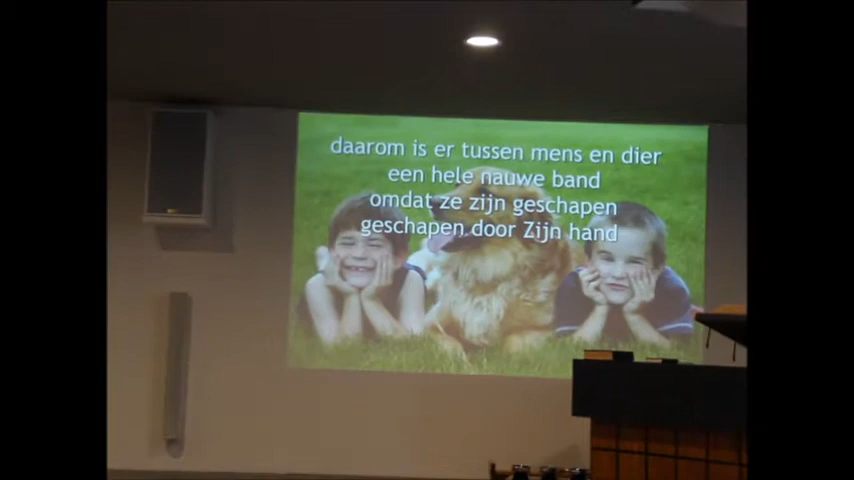 daarom is er tussen mens en dier
een hele nauwe band
omdat ze zijn geschapen
geschapen door Zijn hand